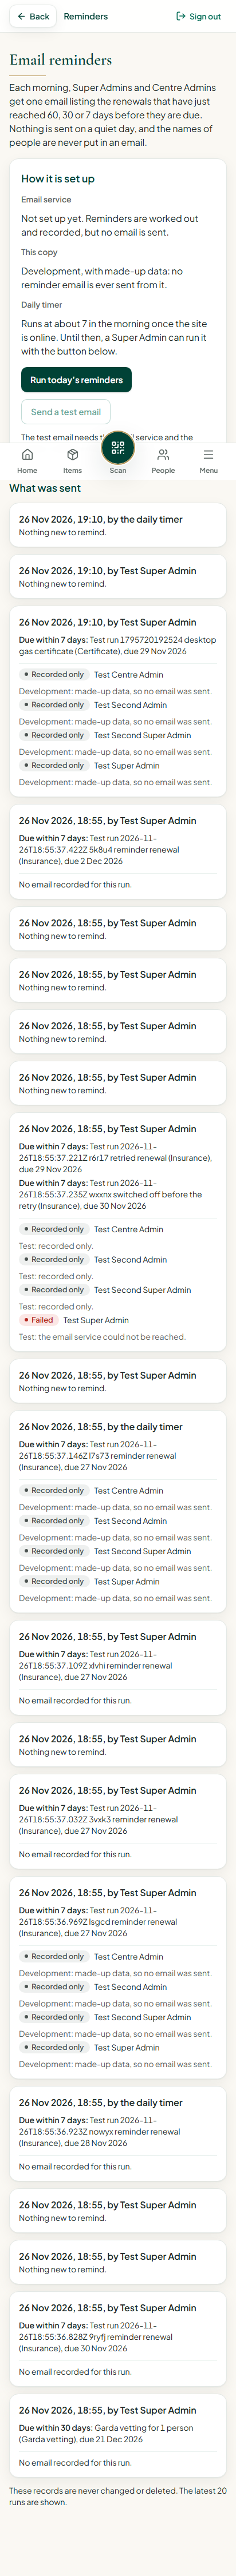 Back
Reminders
Sign out
Email reminders
Each morning, Super Admins and Centre Admins
get one email listing the renewals that have just
reached 60, 30 or 7 days before they are due.
Nothing is sent on a quiet day, and the names of
people are never put in an email.
How it is set up
Email service
Not set up yet. Reminders are worked out
and recorded, but no email is sent.
This copy
Development, with made-up data: no
reminder email is ever sent from it.
Daily timer
Runs at about 7 in the morning once the site
is online. Until then, a Super Admin can run it
with the button below.
Run today's reminders
Send a test email
The test email needs th
service and the
Home
Items
Scan
People
Menu
What was sent
26 Nov 2026, 19:10, by the daily timer
Nothing new to remind.
26 Nov 2026, 19:10, by Test Super Admin
Nothing new to remind.
26 Nov 2026, 19:10, by Test Super Admin
Due within 7 days: Test run 1795720192524 desktop
gas certificate (Certificate), due 29 Nov 2026
Recorded only Test Centre Admin
Development: made-up data, so no email was sent.
Recorded only Test Second Admin
Development: made-up data, so no email was sent.
Recorded only Test Second Super Admin
Development: made-up data, so no email was sent.
Recorded only Test Super Admin
Development: made-up data, so no email was sent.
26 Nov 2026, 18:55, by Test Super Admin
Due within 7 days: Test run 2026-11-
26T18:55:37.422Z 5k8u4 reminder renewal
(Insurance), due 2 Dec 2026
No email recorded for this run.
26 Nov 2026, 18:55, by Test Super Admin
Nothing new to remind.
26 Nov 2026, 18:55, by Test Super Admin
Nothing new to remind.
26 Nov 2026, 18:55, by Test Super Admin
Nothing new to remind.
26 Nov 2026, 18:55, by Test Super Admin
Nothing new to remind.
26 Nov 2026, 18:55, by Test Super Admin
Due within 7 days: Test run 2026-11-
26T18:55:37.221Z r6r17 retried renewal (Insurance),
due 29 Nov 2026
Due within 7 days: Test run 2026-11-
26T18:55:37.235Z wxxnx switched off before the
retry (Insurance), due 30 Nov 2026
Recorded only Test Centre Admin
Test: recorded only.
Recorded only Test Second Admin
Test: recorded only.
Recorded only Test Second Super Admin
Test: recorded only.
Failed Test Super Admin
Test: the email service could not be reached.
26 Nov 2026, 18:55, by Test Super Admin
Nothing new to remind.
26 Nov 2026, 18:55, by the daily timer
Due within 7 days: Test run 2026-11-
26T18:55:37.146Z l7s73 reminder renewal
(Insurance), due 27 Nov 2026
Recorded only Test Centre Admin
Development: made-up data, so no email was sent.
Recorded only Test Second Admin
Development: made-up data, so no email was sent.
Recorded only Test Second Super Admin
Development: made-up data, so no email was sent.
Recorded only Test Super Admin
Development: made-up data, so no email was sent.
26 Nov 2026, 18:55, by Test Super Admin
Due within 7 days: Test run 2026-11-
26T18:55:37.109Z xlvhi reminder renewal
(Insurance), due 27 Nov 2026
No email recorded for this run.
26 Nov 2026, 18:55, by Test Super Admin
Nothing new to remind.
26 Nov 2026, 18:55, by Test Super Admin
Due within 7 days: Test run 2026-11-
26T18:55:37.032Z 3vxk3 reminder renewal
(Insurance), due 27 Nov 2026
No email recorded for this run.
26 Nov 2026, 18:55, by Test Super Admin
Due within 7 days: Test run 2026-11-
26T18:55:36.969Z lsgcd reminder renewal
(Insurance), due 27 Nov 2026
Recorded only Test Centre Admin
Development: made-up data, so no email was sent.
Recorded only Test Second Admin
Development: made-up data, so no email was sent.
Recorded only Test Second Super Admin
Development: made-up data, so no email was sent.
Recorded only Test Super Admin
Development: made-up data, so no email was sent.
26 Nov 2026, 18:55, by the daily timer
Due within 7 days: Test run 2026-11-
26T18:55:36.923Z nowyx reminder renewal
(Insurance), due 28 Nov 2026
No email recorded for this run.
26 Nov 2026, 18:55, by Test Super Admin
Nothing new to remind.
26 Nov 2026, 18:55, by Test Super Admin
Nothing new to remind.
26 Nov 2026, 18:55, by Test Super Admin
Due within 7 days: Test run 2026-11-
26T18:55:36.828Z 9ryfj reminder renewal
(Insurance), due 30 Nov 2026
No email recorded for this run.
26 Nov 2026, 18:55, by Test Super Admin
Due within 30 days: Garda vetting for 1 person
(Garda vetting), due 21 Dec 2026
No email recorded for this run.
These records are never changed or deleted. The latest 20
runs are shown.